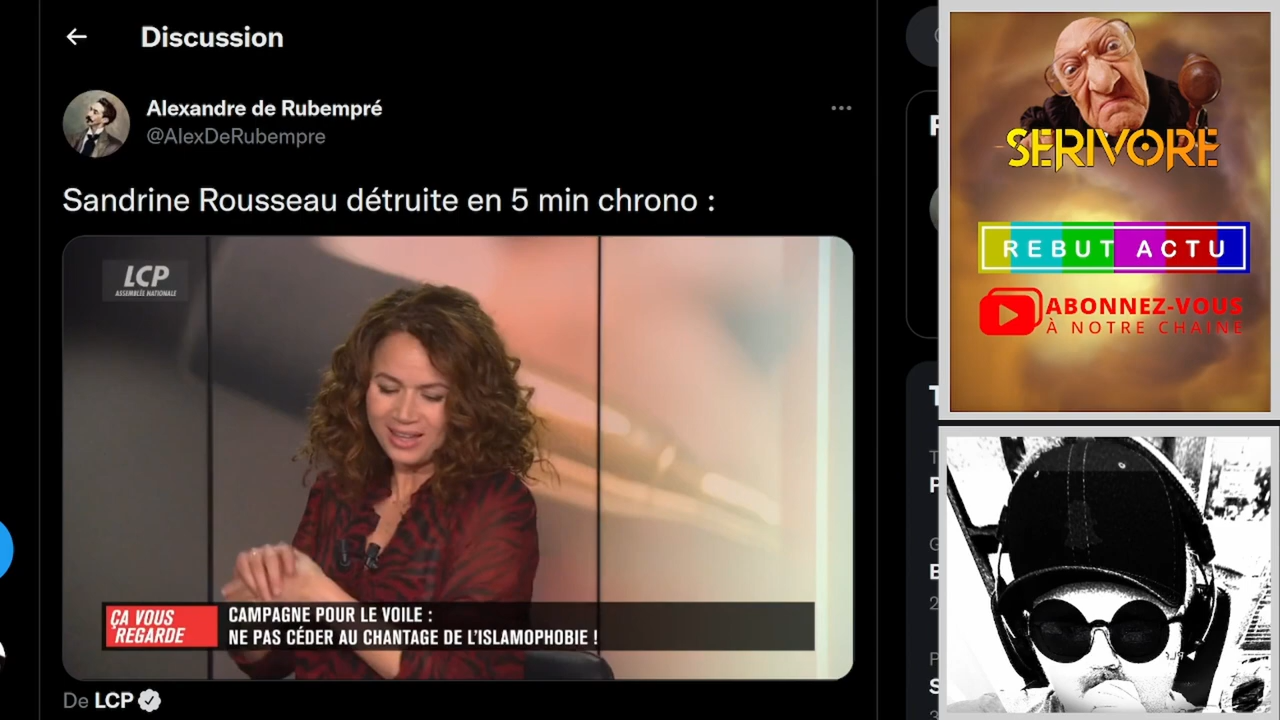 Discussion
Alexandre de Rubempré
@AlexDeRubempre
Sandrine Rousseau détruite en 5 min chrono :
LCP
ASSEMBLÉE NATIONALE
ÇA VOUS
REGARDE
CAMPAGNE POUR LE VOILE :
NE PAS CÉDER AU CHANTAGE DE L'ISLAMOPHOBIE !
De LCP
SERIVORE
REBUT ACTU
ABONNEZ-VOUS
À NOTRE CHAINE